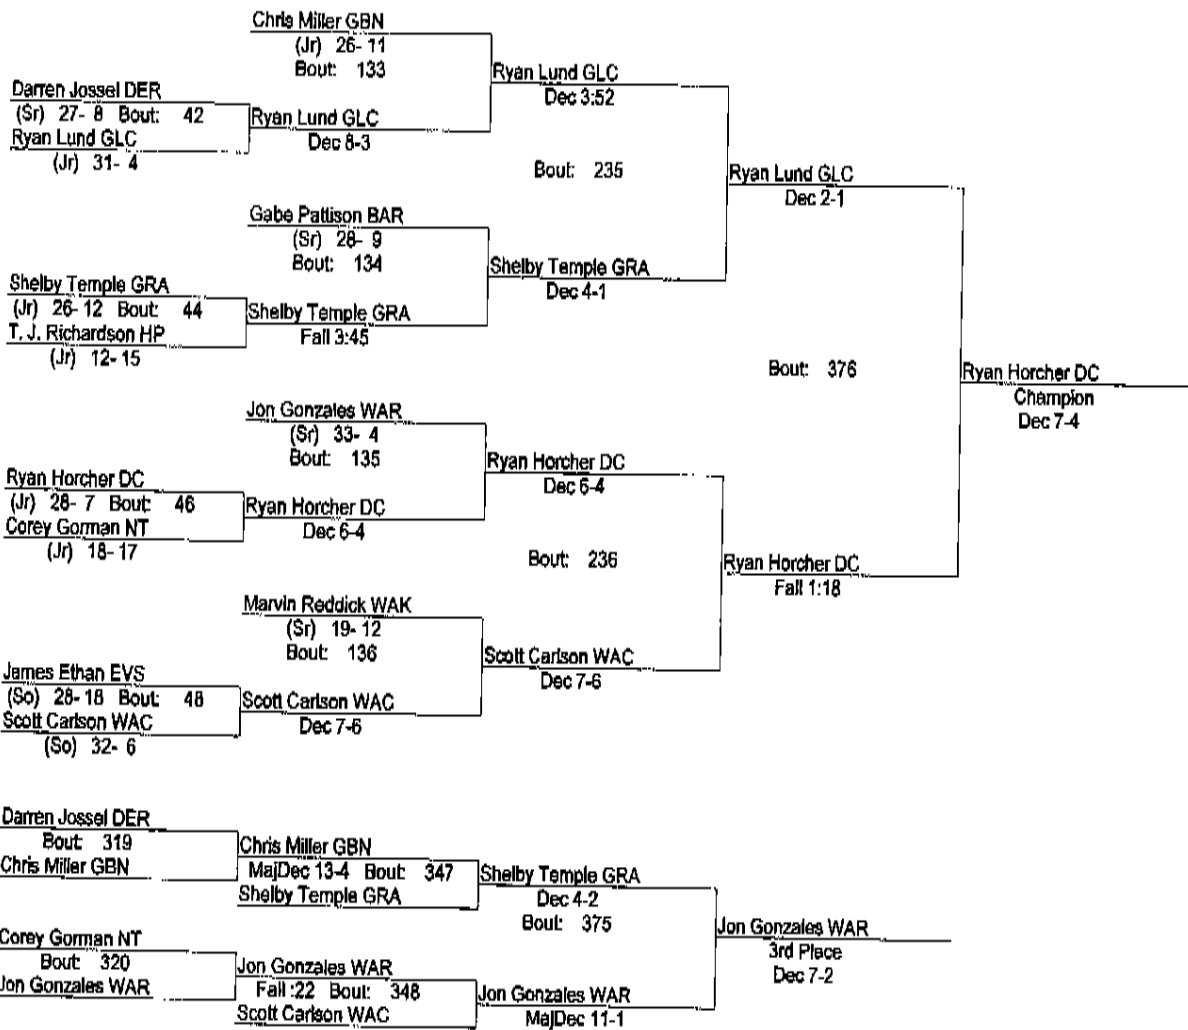 Chris Miller GBN
(Jr) 26- 11
Bout: 133
Ryan Lund GLC
Dec 3:52
Darren Jossel DER
(Sr) 27- 8 Bout: 42
Ryan Lund GLC
(Jr) 31- 4
Ryan Lund GLC
Dec 8-3
Bout: 235
Ryan Lund GLC
Dec 2-1
Gabe Pattison BAR
(Sr) 28- 9
Bout: 134
Shelby Temple GRA
Dec 4-1
Shelby Temple GRA
(Jr) 26- 12 Bout: 44
T. J. Richardson HP
(Jr) 12- 15
Shelby Temple GRA
Fall 3:45
Bout: 376
Ryan Horcher DC
Champion
Dec 7-4
Jon Gonzales WAR
(Sr) 33- 4
Bout: 135
Ryan Horcher DC
Dec 6-4
Ryan Horcher DC
(Jr) 28- 7 Bout: 46
Corey Gorman NT
(Jr) 18- 17
Ryan Horcher DC
Dec 6-4
Bout: 236
Ryan Horcher DC
Fall 1:18
Marvin Reddick WAK
(Sr) 19- 12
Bout: 136
Scott Carlson WAC
Dec 7-6
James Ethan EVS
(So) 28- 18 Bout: 48
Scott Carlson WAC
(So) 32- 6
Scott Carlson WAC
Dec 7-6
Darren Jossel DER
Bout: 319
Chris Miller GBN
Chris Miller GBN
MajDec 13-4 Bout: 347
Shelby Temple GRA
Shelby Temple GRA
Dec 4-2
Bout: 375
Jon Gonzales WAR
3rd Place
Dec 7-2
Corey Gorman NT
Bout: 320
Jon Gonzales WAR
Jon Gonzales WAR
Fall :22 Bout: 348
Scott Carlson WAC
Jon Gonzales WAR
MajDec 11-1